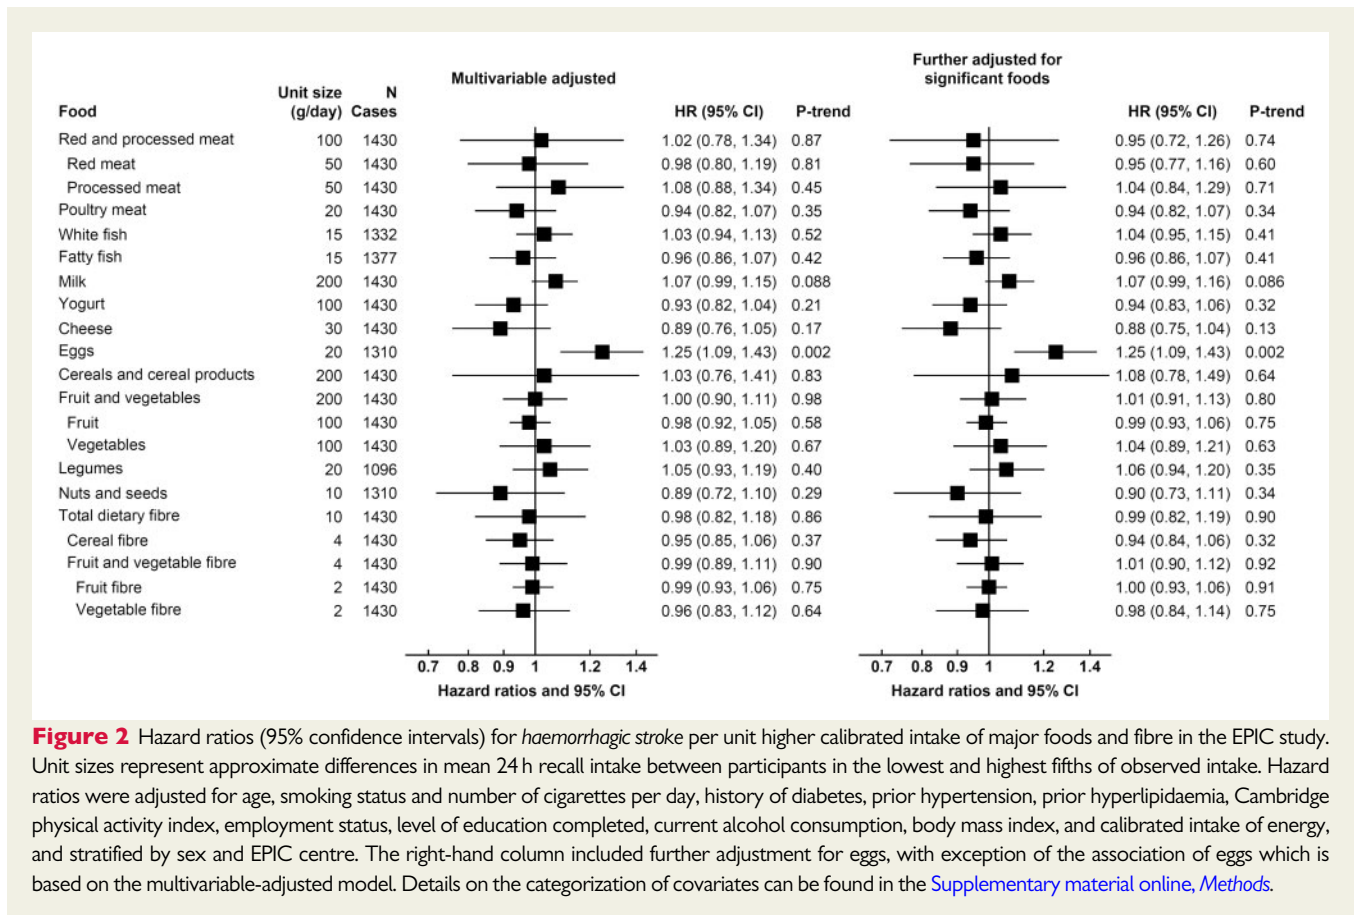 Further adjusted for
Multivariable adjusted significant foods
Unit size N
Food (g/day) Cases HR (95% CI) P-trend HR (95% CI) P-trend
Red and processed meat 100 1430 1.02 (0.78, 1.34) 0.87 0.95 (0.72, 1.26) 0.74
Red meat 50 1430 0.98 (0.80, 1.19) 0.81 0.95 (0.77, 1.16) 0.60
Processed meat 50 1430 1.08 (0.88, 1.34) 0.45 1.04 (0.84, 1.29) 0.71
Poultry meat 20 1430 0.94 (0.82, 1.07) 0.35 0.94 (0.82, 1.07) 0.34
White fish 15 1332 1.03 (0.94, 1.13) 0.52 1.04 (0.95, 1.15) 0.41
Fatty fish 15 1377 0.96 (0.86, 1.07) 0.42 0.96 (0.86, 1.07) 0.41
Milk 200 1430 1.07 (0.99, 1.15) 0.088 1.07 (0.99, 1.16) 0.086
Yogurt 100 1430 0.93 (0.82, 1.04) 0.21 0.94 (0.83, 1.06) 0.32
Cheese 30 1430 0.89 (0.76, 1.05) 0.17 0.88 (0.75, 1.04) 0.13
Eggs 20 1310 1.25 (1.09, 1.43) 0.002 1.25 (1.09, 1.43) 0.002
Cereals and cereal products 200 1430 1.03 (0.76, 1.41) 0.83 1.08 (0.78, 1.49) 0.64
Fruit and vegetables 200 1430 1.00 (0.90, 1.11) 0.98 1.01 (0.91, 1.13) 0.80
Fruit 100 1430 0.98 (0.92, 1.05) 0.58 0.99 (0.93, 1.06) 0.75
Vegetables 100 1430 1.03 (0.89, 1.20) 0.67 1.04 (0.89, 1.21) 0.63
Legumes 20 1096 1.05 (0.93, 1.19) 0.40 1.06 (0.94, 1.20) 0.35
Nuts and seeds 10 1310 0.89 (0.72, 1.10) 0.29 0.90 (0.73, 1.11) 0.34
Total dietary fibre 10 1430 0.98 (0.82, 1.18) 0.86 0.99 (0.82, 1.19) 0.90
Cereal fibre 4 1430 0.95 (0.85, 1.06) 0.37 0.94 (0.84, 1.06) 0.32
Fruit and vegetable fibre 4 1430 0.99 (0.89, 1.11) 0.90 1.01 (0.90, 1.12) 0.92
Fruit fibre 2 1430 0.99 (0.93, 1.06) 0.75 1.00 (0.93, 1.06) 0.91
Vegetable fibre 2 1430 0.96 (0.83, 1.12) 0.64 0.98 (0.84, 1.14) 0.75
0.7 0.8 0.9 1 1.2 1.4 0.7 0.8 0.9 1 1.2 1.4
Hazard ratios and 95% CI Hazard ratios and 95% CI
Figure 2 Hazard ratios (95% confidence intervals) for haemorrhagic stroke per unit higher calibrated intake of major foods and fibre in the EPIC study.
Unit sizes represent approximate differences in mean 24 h recall intake between participants in the lowest and highest fifths of observed intake. Hazard
ratios were adjusted for age, smoking status and number of cigarettes per day, history of diabetes, prior hypertension, prior hyperlipidaemia, Cambridge
physical activity index, employment status, level of education completed, current alcohol consumption, body mass index, and calibrated intake of energy,
and stratified by sex and EPIC centre. The right-hand column included further adjustment for eggs, with exception of the association of eggs which is
based on the multivariable-adjusted model. Details on the categorization of covariates can be found in the Supplementary material online, Methods.